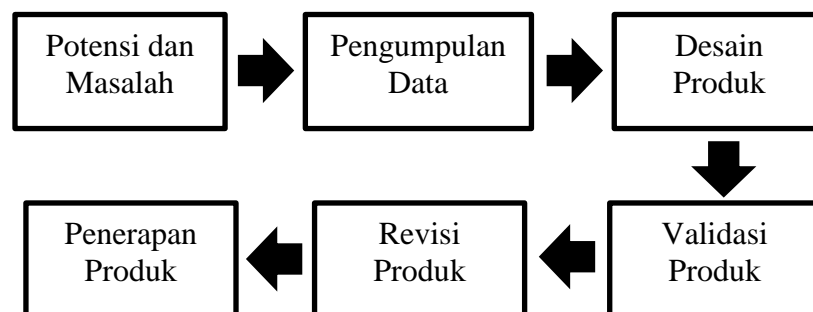 Potensi dan
Masalah
Pengumpulan
Data
Desain
Produk
Validasi
Produk
Revisi
Produk
Penerapan
Produk